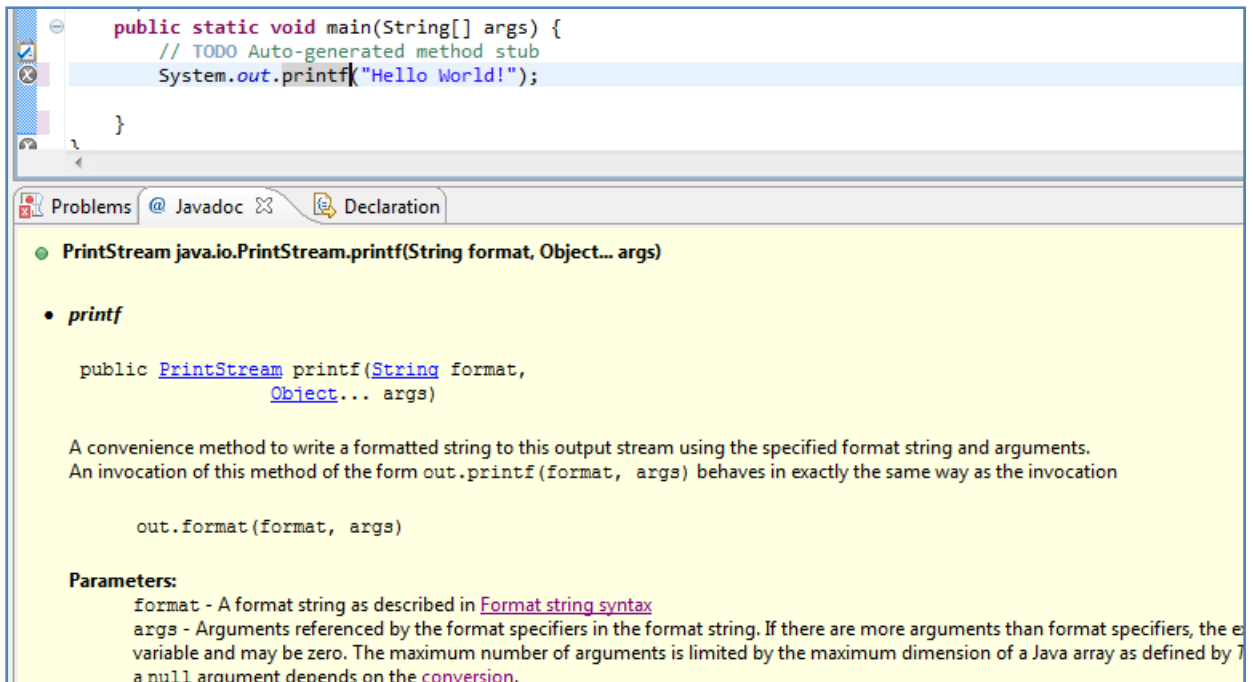 public static void main(String[] args) {
// TODO Auto-generated method stub
System.out.printf("Hello World!");
}
}
Problems @ Javadoc Declaration
PrintStream java.io.PrintStream.printf(String format, Object... args)
• printf
public PrintStream printf(String format,
Object... args)
A convenience method to write a formatted string to this output stream using the specified format string and arguments.
An invocation of this method of the form out.printf(format, args) behaves in exactly the same way as the invocation
out.format(format, args)
Parameters:
format - A format string as described in Format string syntax
args - Arguments referenced by the format specifiers in the format string. If there are more arguments than format specifiers, the
variable and may be zero. The maximum number of arguments is limited by the maximum dimension of a Java array as defined by
a null argument depends on the conversion.